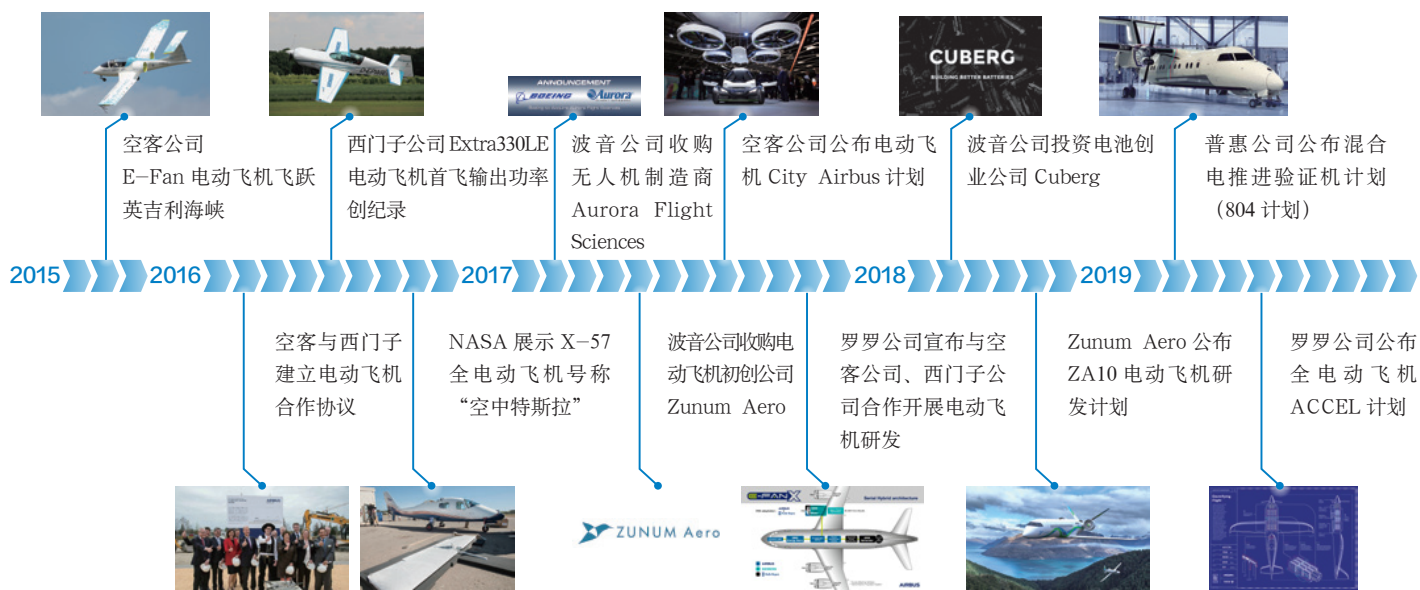 CUBERG
BUILDING BETTER BATTERIES
ANNOUNCEMENT
BOEING Aurora
空客公司
E-Fan 电动飞机飞跃
英吉利海峡
西门子公司 Extra330LE
电动飞机首飞输出功率
创纪录
波音公司收购
无人机制造商
Aurora Flight
Sciences
空客公司公布电动飞
机 City Airbus 计划
波音公司投资电池创
业公司 Cuberg
普惠公司公布混合
电推进验证机计划
（804 计划）
2015 2016 2017 2018 2019
空客与西门子
建立电动飞机
合作协议
NASA 展示 X-57
全电动飞机号称
“空中特斯拉”
波音公司收购电
动飞机初创公司
Zunum Aero
罗罗公司宣布与空
客公司、西门子公
司合作开展电动飞
机研发
Zunum Aero 公布
ZA10 电动飞机研
发计划
罗罗公司公布
全电动飞机
ACCEL 计划
ZUNUM Aero
E-FAN X Serial Hybrid architecture
AIRBUS